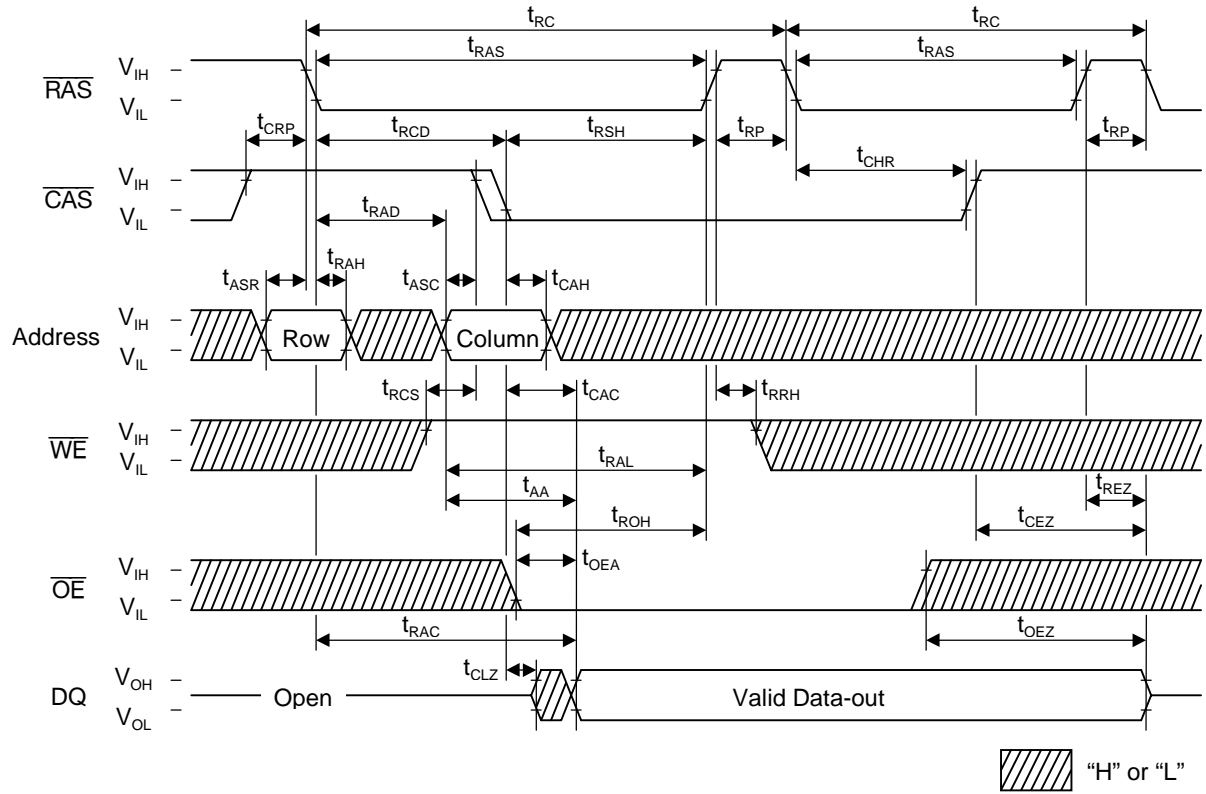 tRC tRC
tRAS tRAS
RAS VIH
VIL
tCRP tRCD tRSH tRP tCHR tRP
CAS VIH
VIL
tRAD
tASR tRAH tASC tCAH
Address VIH
VIL
Row Column
tRCS tCAC tRRH
WE VIH
VIL
tRAL
tAA tREZ
tROH tCEZ
tOEA
OE VIH
VIL
tRAC tOEZ
tCLZ
DQ VOH
VOL
Open Valid Data-out
“H” or “L”